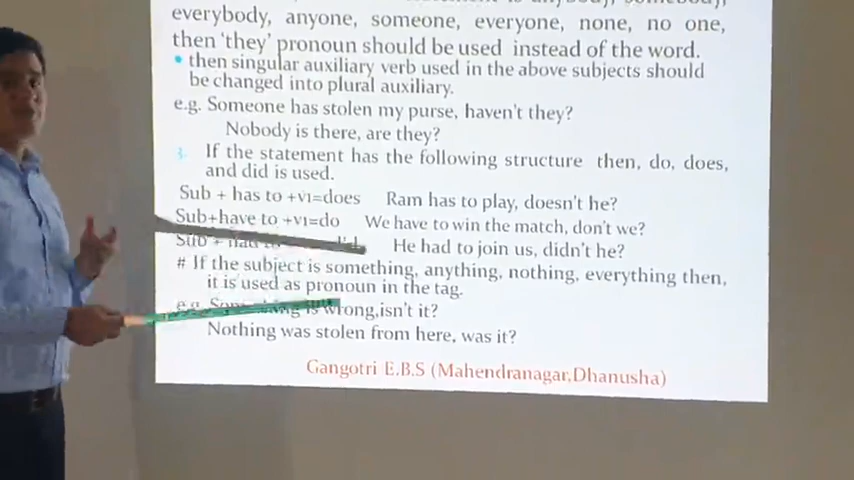 everybody, anyone, someone, everyone, none, no one,
then 'they' pronoun should be used instead of the word.
• then singular auxiliary verb used in the above subjects should
be changed into plural auxiliary.
e.g. Someone has stolen my purse, haven't they?
Nobody is there, are they?
3. If the statement has the following structure then, do, does,
and did is used.
Sub + has to +v1=does Ram has to play, doesn't he?
Sub+have to +v1=do We have to win the match, don't we?
Sub + had to He had to join us, didn't he?
# If the subject is something, anything, nothing, everything then,
it is used as pronoun in the tag.
e.g. Something is wrong,isn't it?
Nothing was stolen from here, was it?
Gangotri E.B.S (Mahendranagar,Dhanusha)